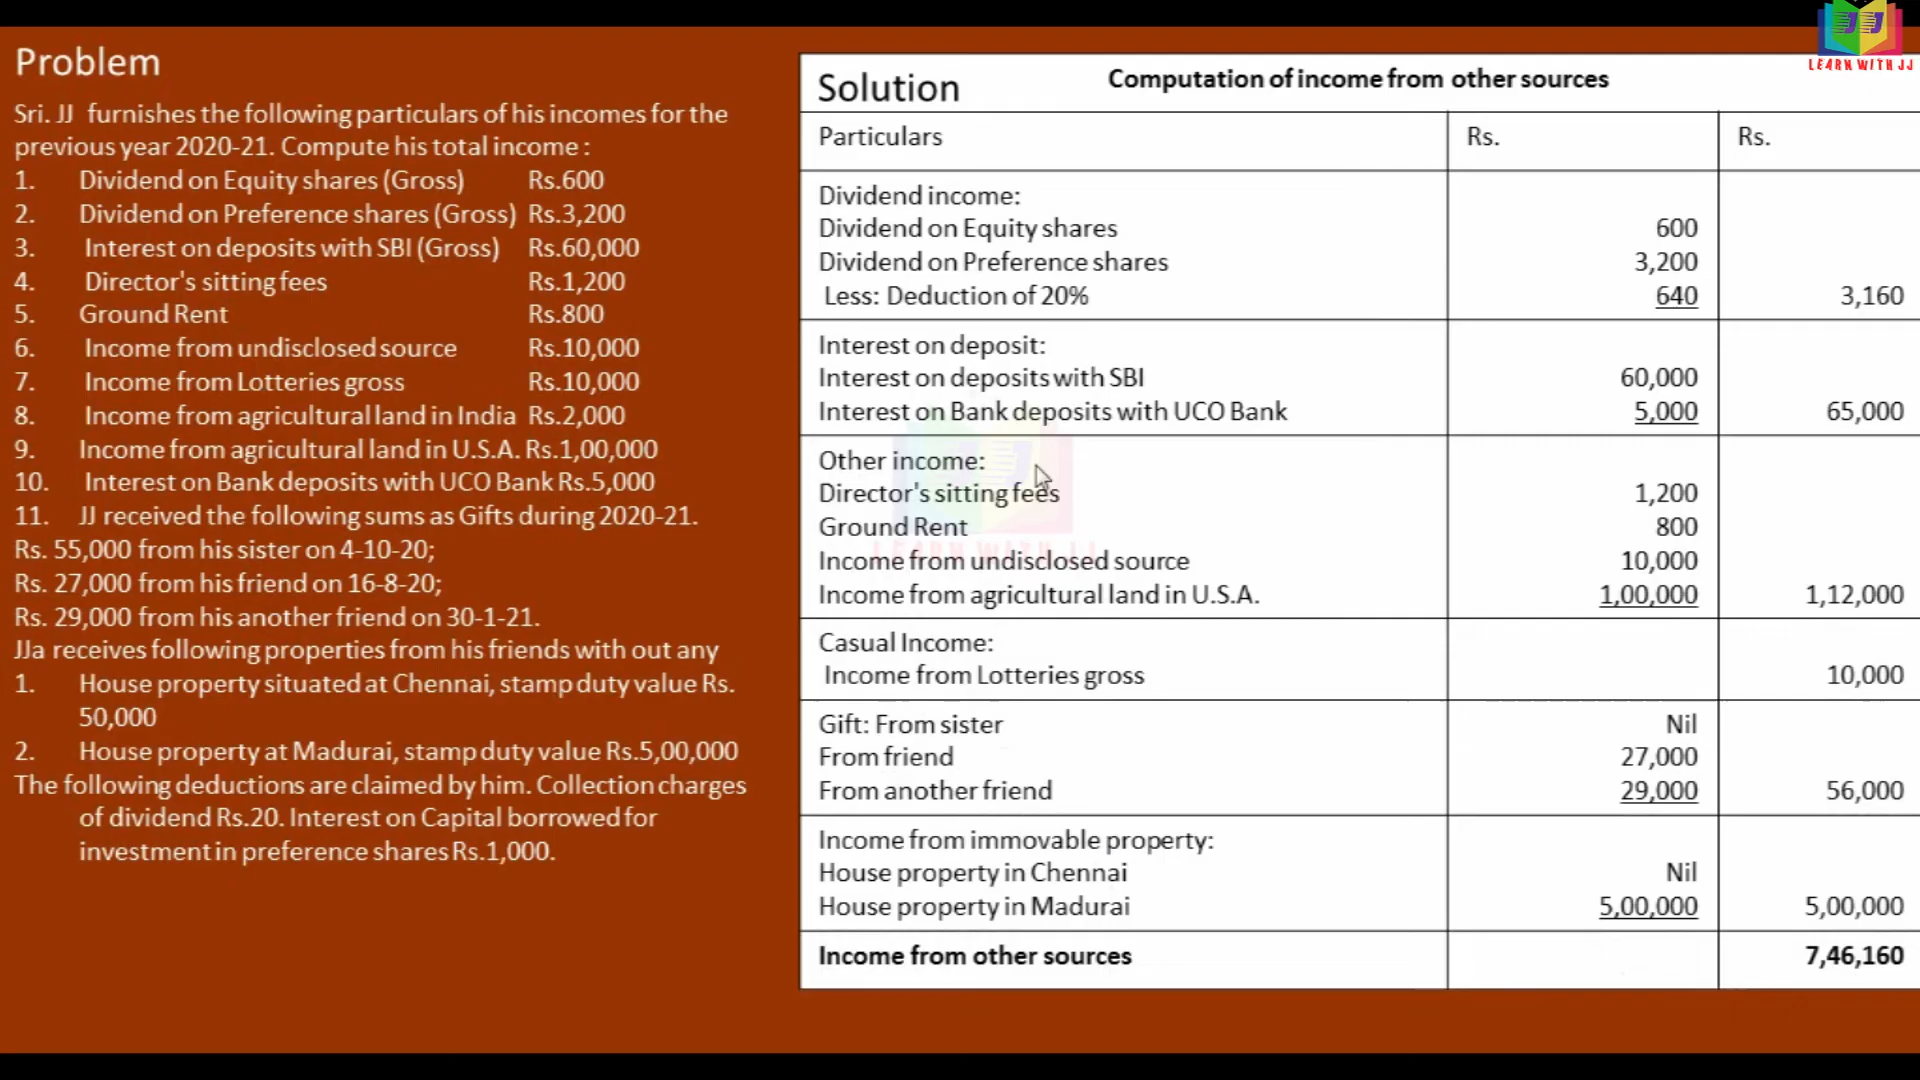 LEARN WITH JJ
Problem
Sri. JJ furnishes the following particulars of his incomes for the
previous year 2020-21. Compute his total income :
1. Dividend on Equity shares (Gross) Rs.600
2. Dividend on Preference shares (Gross) Rs.3,200
3. Interest on deposits with SBI (Gross) Rs.60,000
4. Director's sitting fees Rs.1,200
5. Ground Rent Rs.800
6. Income from undisclosed source Rs.10,000
7. Income from Lotteries gross Rs.10,000
8. Income from agricultural land in India Rs.2,000
9. Income from agricultural land in U.S.A. Rs.1,00,000
10. Interest on Bank deposits with UCO Bank Rs.5,000
11. JJ received the following sums as Gifts during 2020-21.
Rs. 55,000 from his sister on 4-10-20;
Rs. 27,000 from his friend on 16-8-20;
Rs. 29,000 from his another friend on 30-1-21.
JJa receives following properties from his friends with out any
1. House property situated at Chennai, stamp duty value Rs.
50,000
2. House property at Madurai, stamp duty value Rs.5,00,000
The following deductions are claimed by him. Collection charges
of dividend Rs.20. Interest on Capital borrowed for
investment in preference shares Rs.1,000.
Solution Computation of income from other sources
Particulars Rs. Rs.
Dividend income:
Dividend on Equity shares 600
Dividend on Preference shares 3,200
Less: Deduction of 20% 640 3,160
Interest on deposit:
Interest on deposits with SBI 60,000
Interest on Bank deposits with UCO Bank 5,000 65,000
Other income:
Director's sitting fees 1,200
Ground Rent 800
Income from undisclosed source 10,000
Income from agricultural land in U.S.A. 1,00,000 1,12,000
Casual Income:
Income from Lotteries gross 10,000
Gift: From sister Nil
From friend 27,000
From another friend 29,000 56,000
Income from immovable property:
House property in Chennai Nil
House property in Madurai 5,00,000 5,00,000
Income from other sources 7,46,160
LEARN WITH JJ